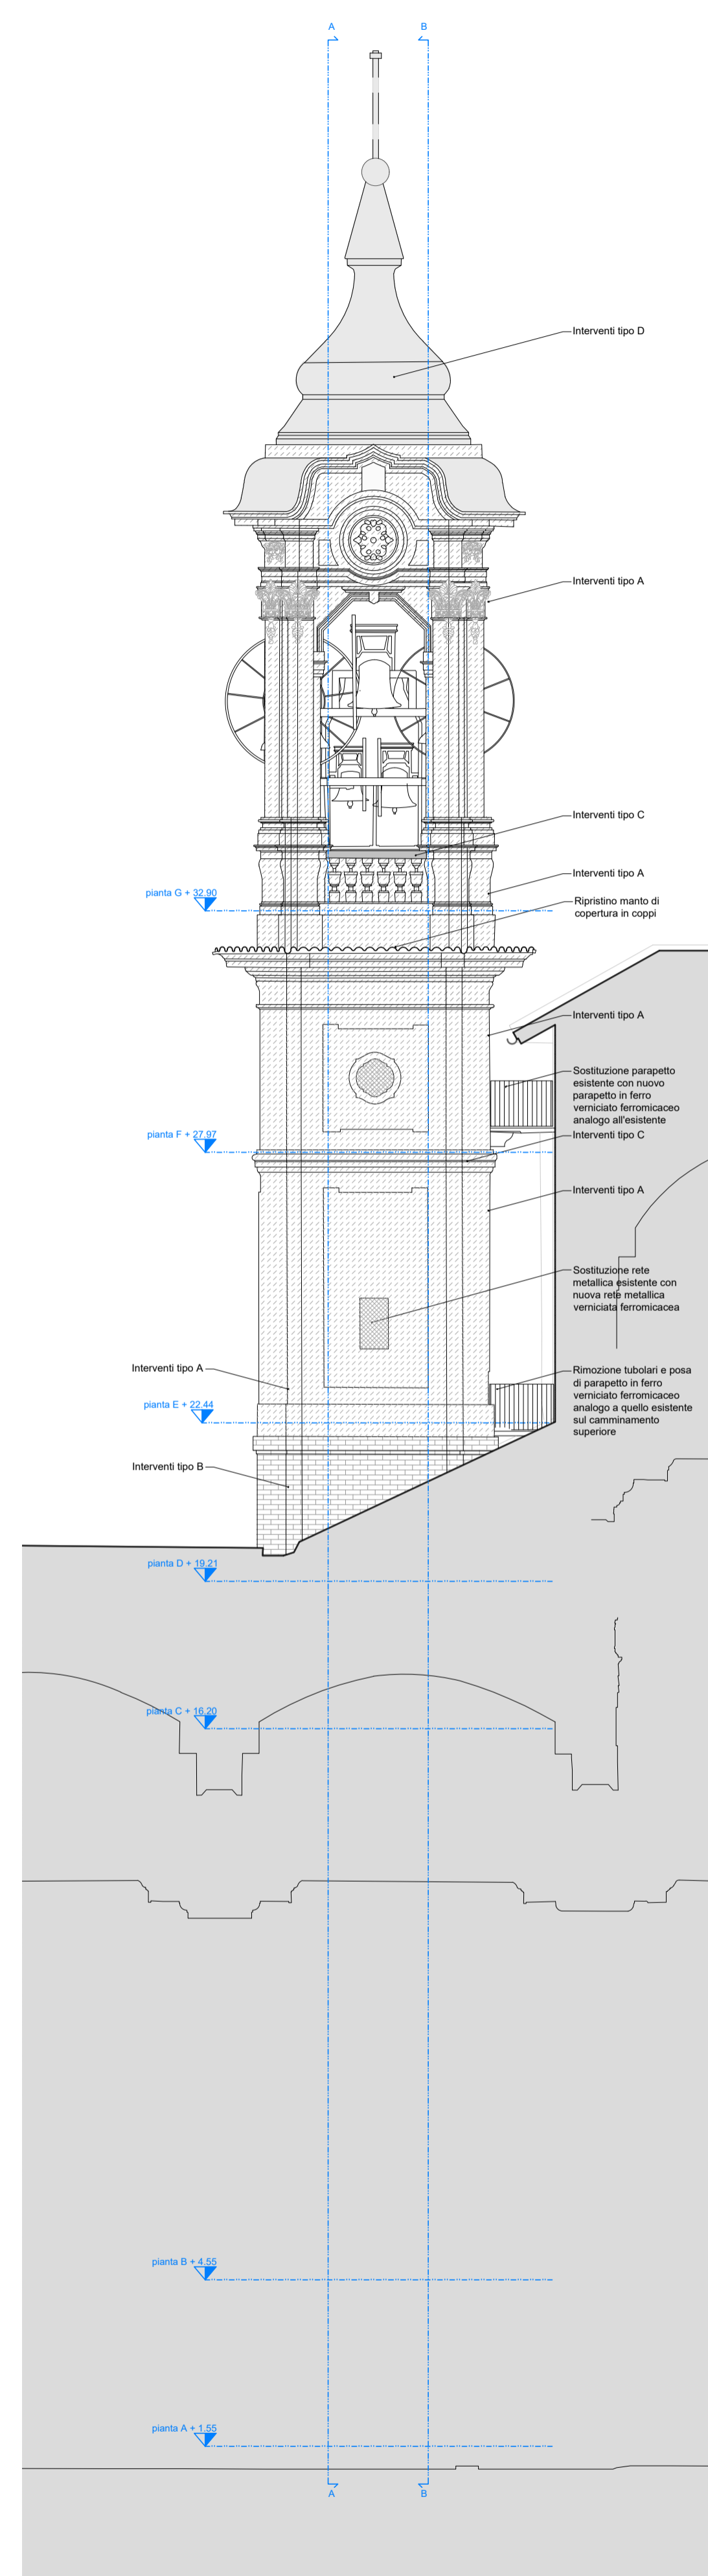 A
B
Interventi tipo D
Interventi tipo A
Interventi tipo C
Interventi tipo A
pianta G + 32.90
Ripristino manto di
copertura in coppi
Interventi tipo A
Sostituzione parapetto
esistente con nuovo
parapetto in ferro
verniciato ferromicaceo
analogo all'esistente
pianta F + 27.97
Interventi tipo C
Interventi tipo A
Sostituzione rete
metallica esistente con
nuova rete metallica
verniciata ferromicacea
Interventi tipo A
Rimozione tubolari e posa
di parapetto in ferro
verniciato ferromicaceo
analogo a quello esistente
sul camminamento
superiore
pianta E + 22.44
Interventi tipo B
pianta D + 19.21
pianta C + 16.20
pianta B + 4.55
pianta A + 1.55
A
B